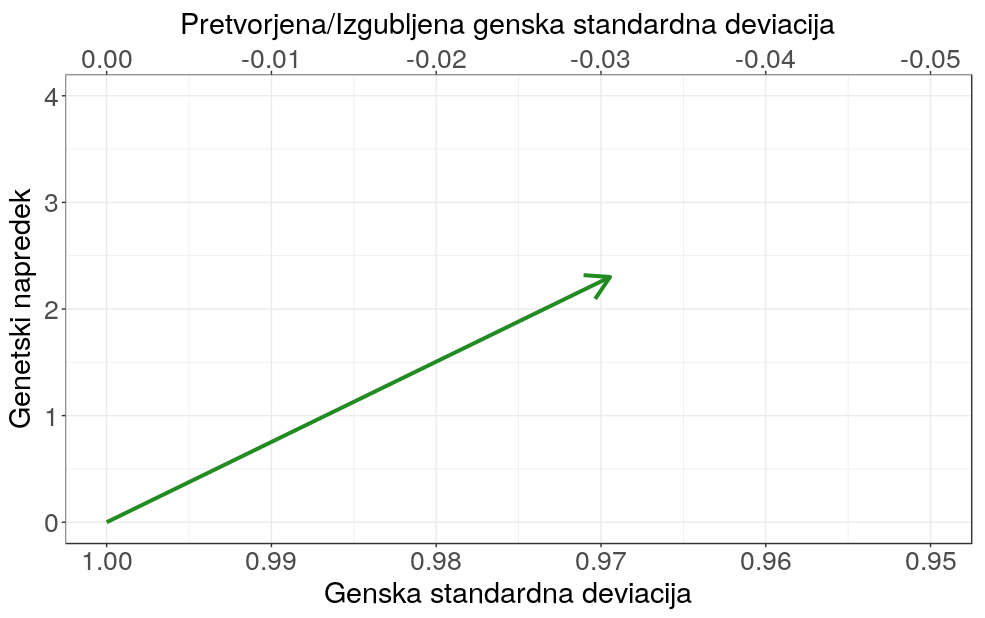 Pretvorjena/Izgubljena genska standardna deviacija
0.00 -0.01 -0.02 -0.03 -0.04 -0.05
4
3
2
1
0
Genetski napredek
1.00 0.99 0.98 0.97 0.96 0.95
Genska standardna deviacija